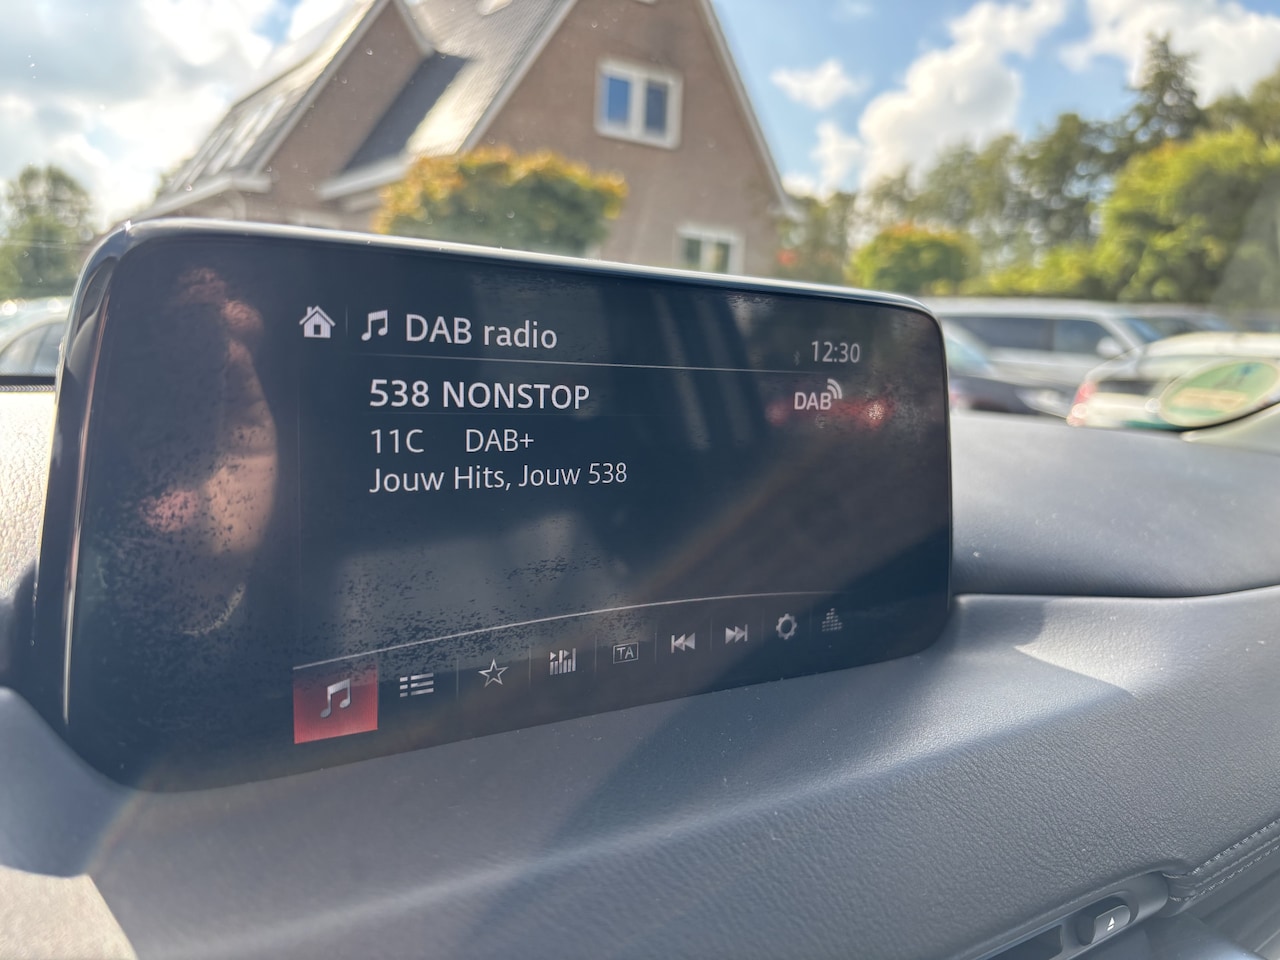 DAB radio
12:30
538 NONSTOP
DAB
11C DAB+
Jouw Hits, Jouw 538
TA